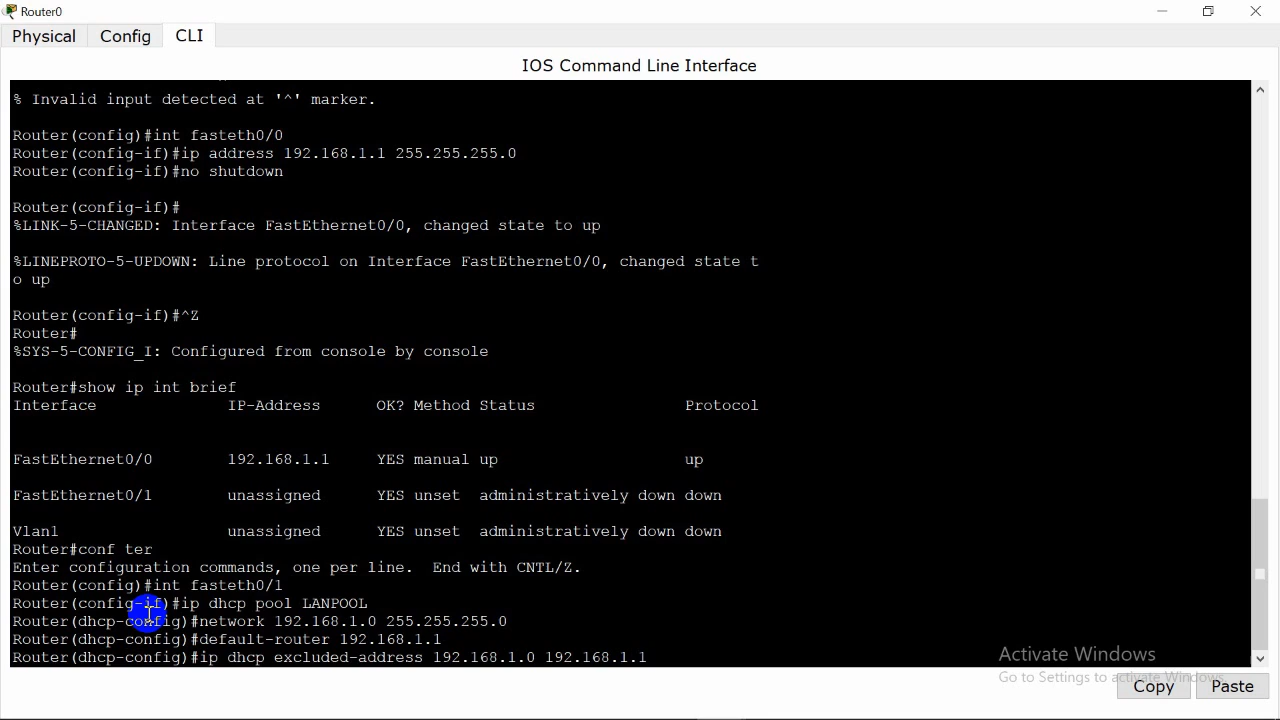 Router0
Physical Config CLI
IOS Command Line Interface
% Invalid input detected at '^' marker.
Router(config)#int fasteth0/0
Router(config-if)#ip address 192.168.1.1 255.255.255.0
Router(config-if)#no shutdown
Router(config-if)#
%LINK-5-CHANGED: Interface FastEthernet0/0, changed state to up
%LINEPROTO-5-UPDOWN: Line protocol on Interface FastEthernet0/0, changed state t
o up
Router(config-if)#^Z
Router#
%SYS-5-CONFIG_I: Configured from console by console
Router#show ip int brief
Interface IP-Address OK? Method Status Protocol
FastEthernet0/0 192.168.1.1 YES manual up up
FastEthernet0/1 unassigned YES unset administratively down down
Vlan1 unassigned YES unset administratively down down
Router#conf ter
Enter configuration commands, one per line. End with CNTL/Z.
Router(config)#int fasteth0/1
Router(config-if)#ip dhcp pool LANPOOL
Router(dhcp-config)#network 192.168.1.0 255.255.255.0
Router(dhcp-config)#default-router 192.168.1.1
Router(dhcp-config)#ip dhcp excluded-address 192.168.1.0 192.168.1.1
Activate Windows
Go to Settings to activate Windows.
Copy Paste